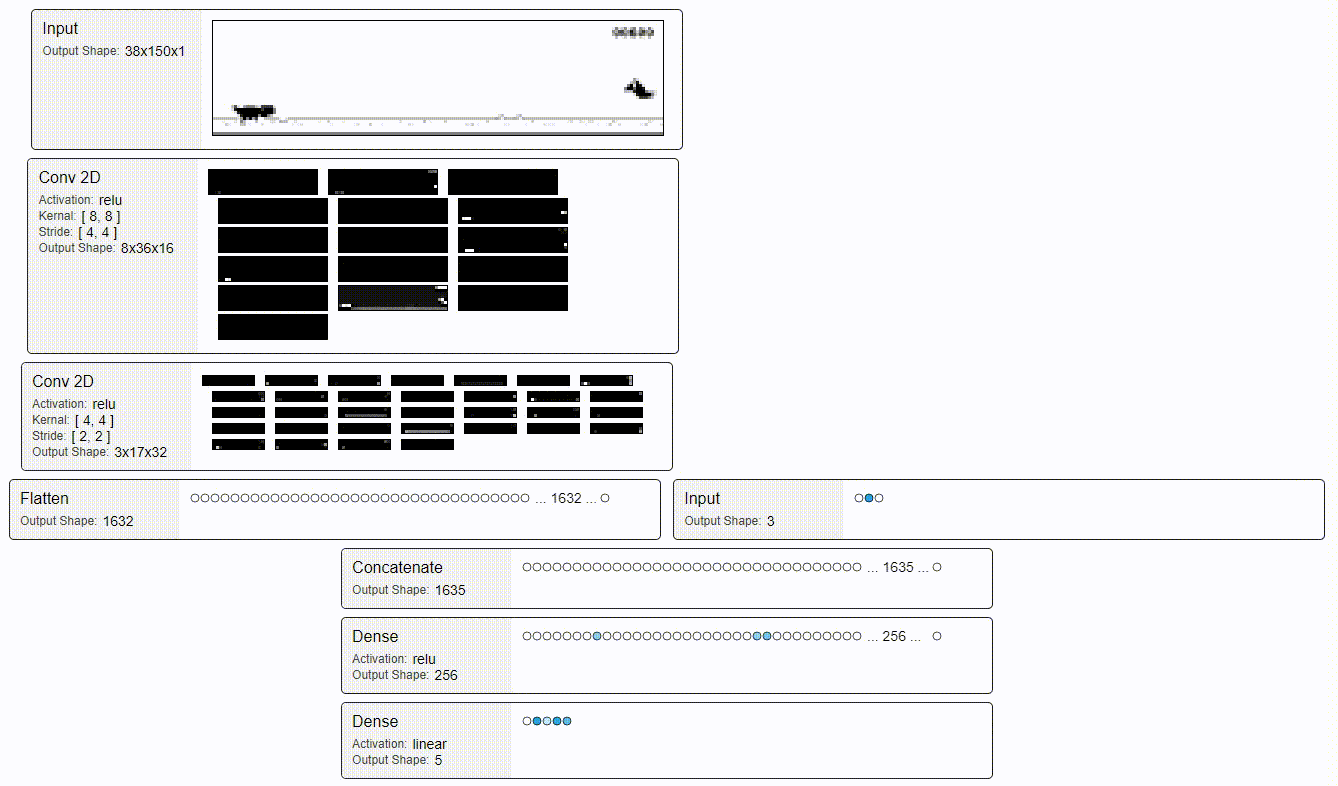 Input
Output Shape: 38x150x1
Conv 2D
Activation: relu
Kernal: [ 8, 8 ]
Stride: [ 4, 4 ]
Output Shape: 8x36x16
Conv 2D
Activation: relu
Kernal: [ 4, 4 ]
Stride: [ 2, 2 ]
Output Shape: 3x17x32
Flatten
... 1632 ...
Output Shape: 1632
Input
Output Shape: 3
Concatenate
... 1635 ...
Output Shape: 1635
Dense
... 256 ...
Activation: relu
Output Shape: 256
Dense
Activation: linear
Output Shape: 5